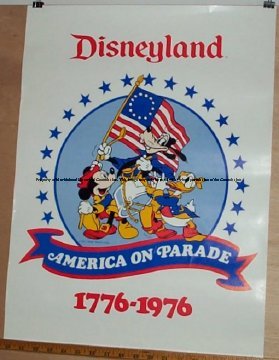 Disneyland
AMERICA ON PARADE
1776-1976